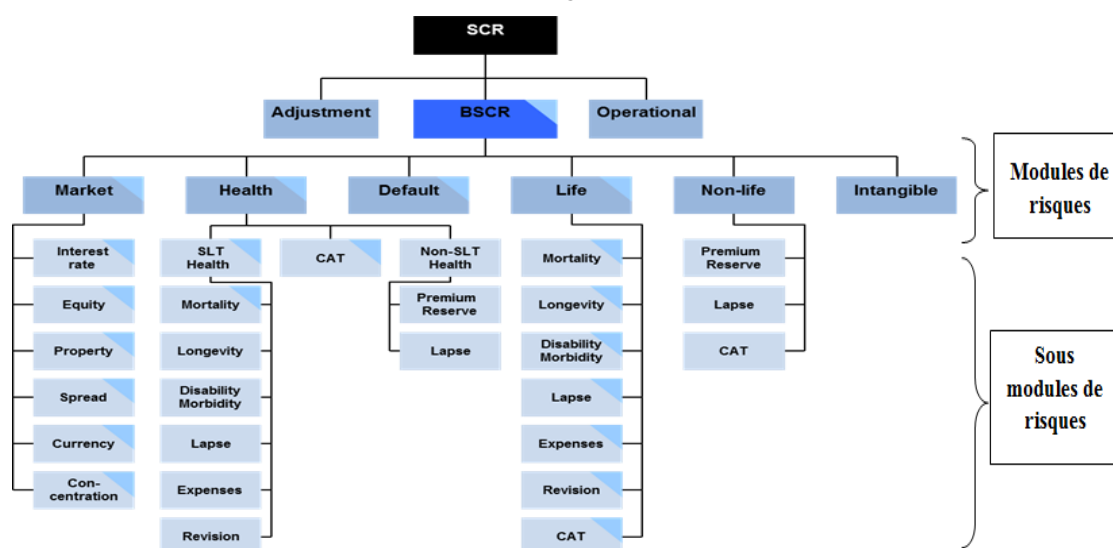 SCR
Adjustment
BSCR
Operational
Market
Health
Default
Life
Non-life
Intangible
Modules de
risques
Interest
rate
Equity
Property
Spread
Currency
Con-
centration
SLT
Health
Mortality
Longevity
Disability
Morbidity
Lapse
Expenses
Revision
CAT
Non-SLT
Health
Premium
Reserve
Lapse
Mortality
Longevity
Disability
Morbidity
Lapse
Expenses
Revision
CAT
Premium
Reserve
Lapse
CAT
Sous
modules de
risques